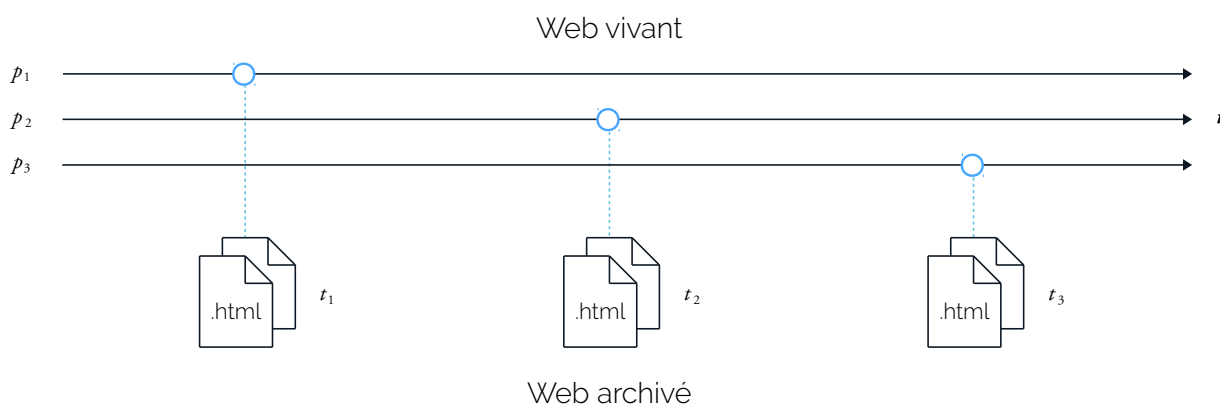 Web vivant
p1
p2
p3
.html t1 .html t2 .html t3
Web archivé